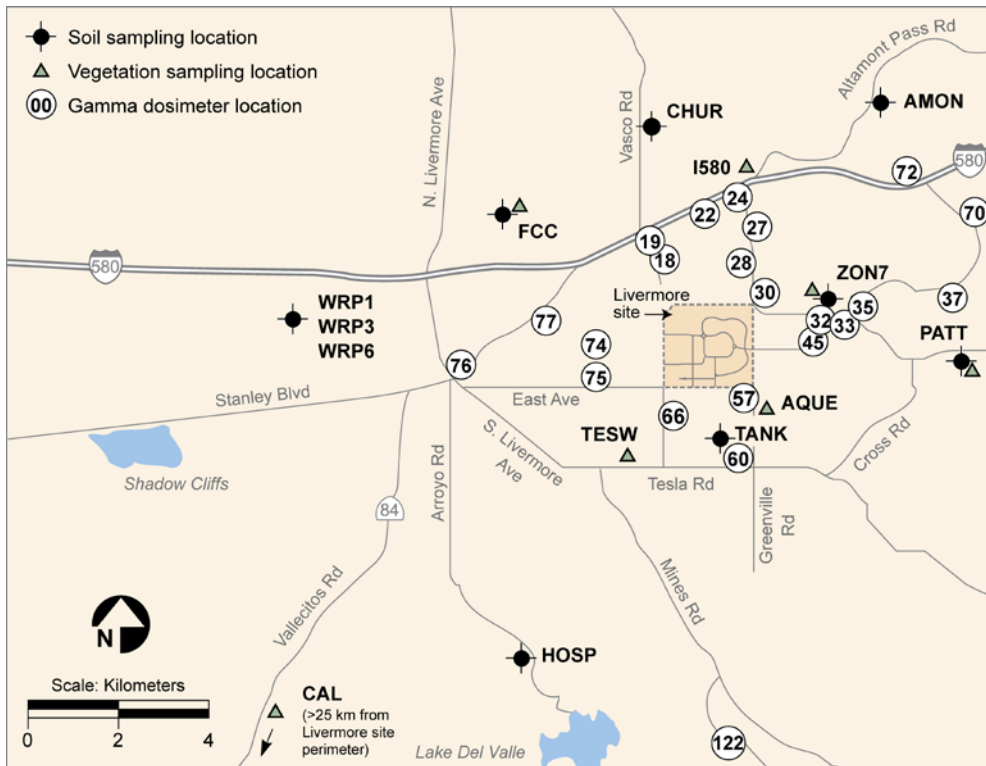 Soil sampling location
Vegetation sampling location
00 Gamma dosimeter location
N. Livermore Ave
Vasco Rd
CHUR
Altamont Pass Rd
AMON
I580
580
72
24
22
70
27
FCC
19
18
28
580
ZON7
30
37
Livermore
site
35
32
33
WRP1
WRP3
WRP6
77
45
PATT
74
76
75
Stanley Blvd
East Ave
57
AQUE
66
TESW
TANK
60
Cross Rd
S. Livermore
Ave
Tesla Rd
Shadow Cliffs
84
Arroyo Rd
Greenville
Rd
Vallecitos Rd
Mines Rd
N
HOSP
Scale: Kilometers
0 2 4
CAL
(>25 km from
Livermore site
perimeter)
Lake Del Valle
122